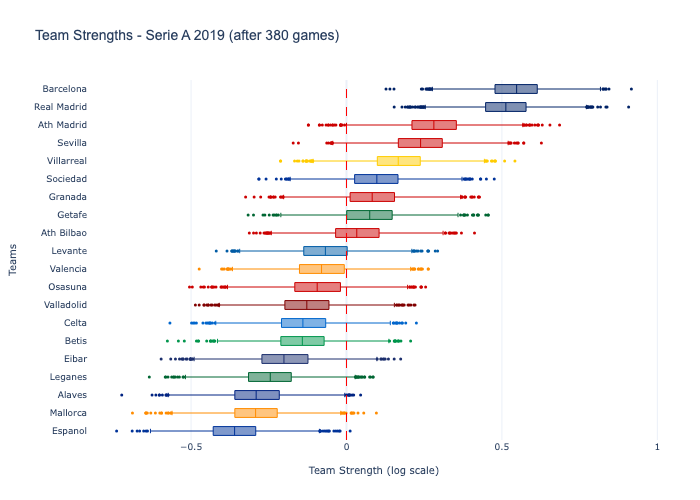 Team Strengths - Serie A 2019 (after 380 games)
Barcelona
Real Madrid
Ath Madrid
Sevilla
Villarreal
Sociedad
Granada
Getafe
Ath Bilbao
Levante
Valencia
Osasuna
Valladolid
Celta
Betis
Eibar
Leganes
Alaves
Mallorca
Espanol
Teams
−0.5 0 0.5 1
Team Strength (log scale)